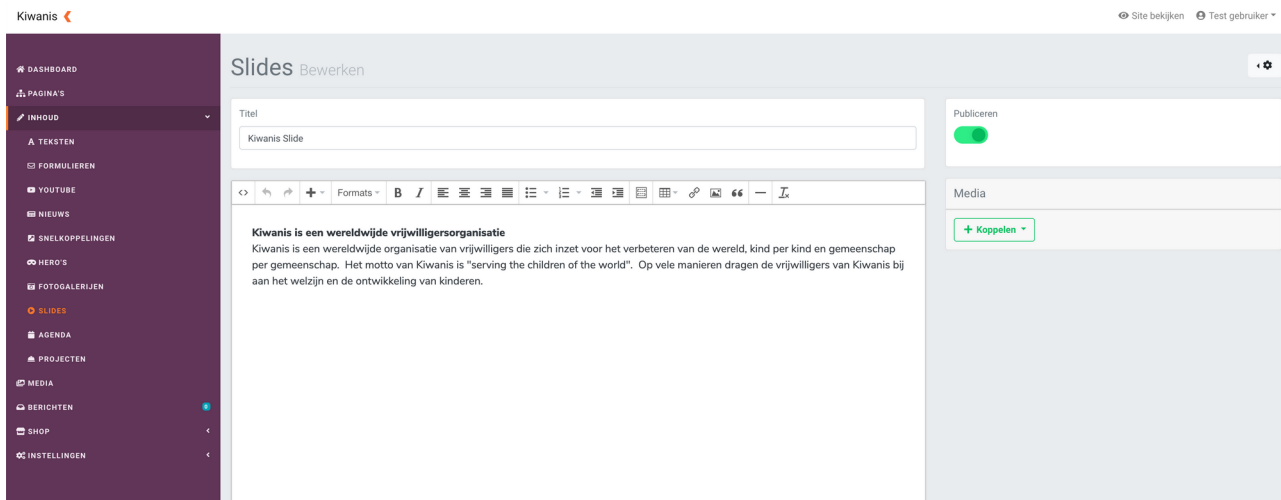 Kiwanis
Site bekijken
Test gebruiker
DASHBOARD
PAGINA'S
INHOUD
TEKSTEN
FORMULIEREN
YOUTUBE
NIEUWS
SNELKOPPELINGEN
HERO'S
FOTOGALERIJEN
SLIDES
AGENDA
PROJECTEN
MEDIA
BERICHTEN
SHOP
INSTELLINGEN
Slides Bewerken
Titel
Kiwanis Slide
Formats
Kiwanis is een wereldwijde vrijwilligersorganisatie
Kiwanis is een wereldwijde organisatie van vrijwilligers die zich inzet voor het verbeteren van de wereld, kind per kind en gemeenschap
per gemeenschap.  Het motto van Kiwanis is "serving the children of the world".  Op vele manieren dragen de vrijwilligers van Kiwanis bij
aan het welzijn en de ontwikkeling van kinderen.
Publiceren
Media
+ Koppelen